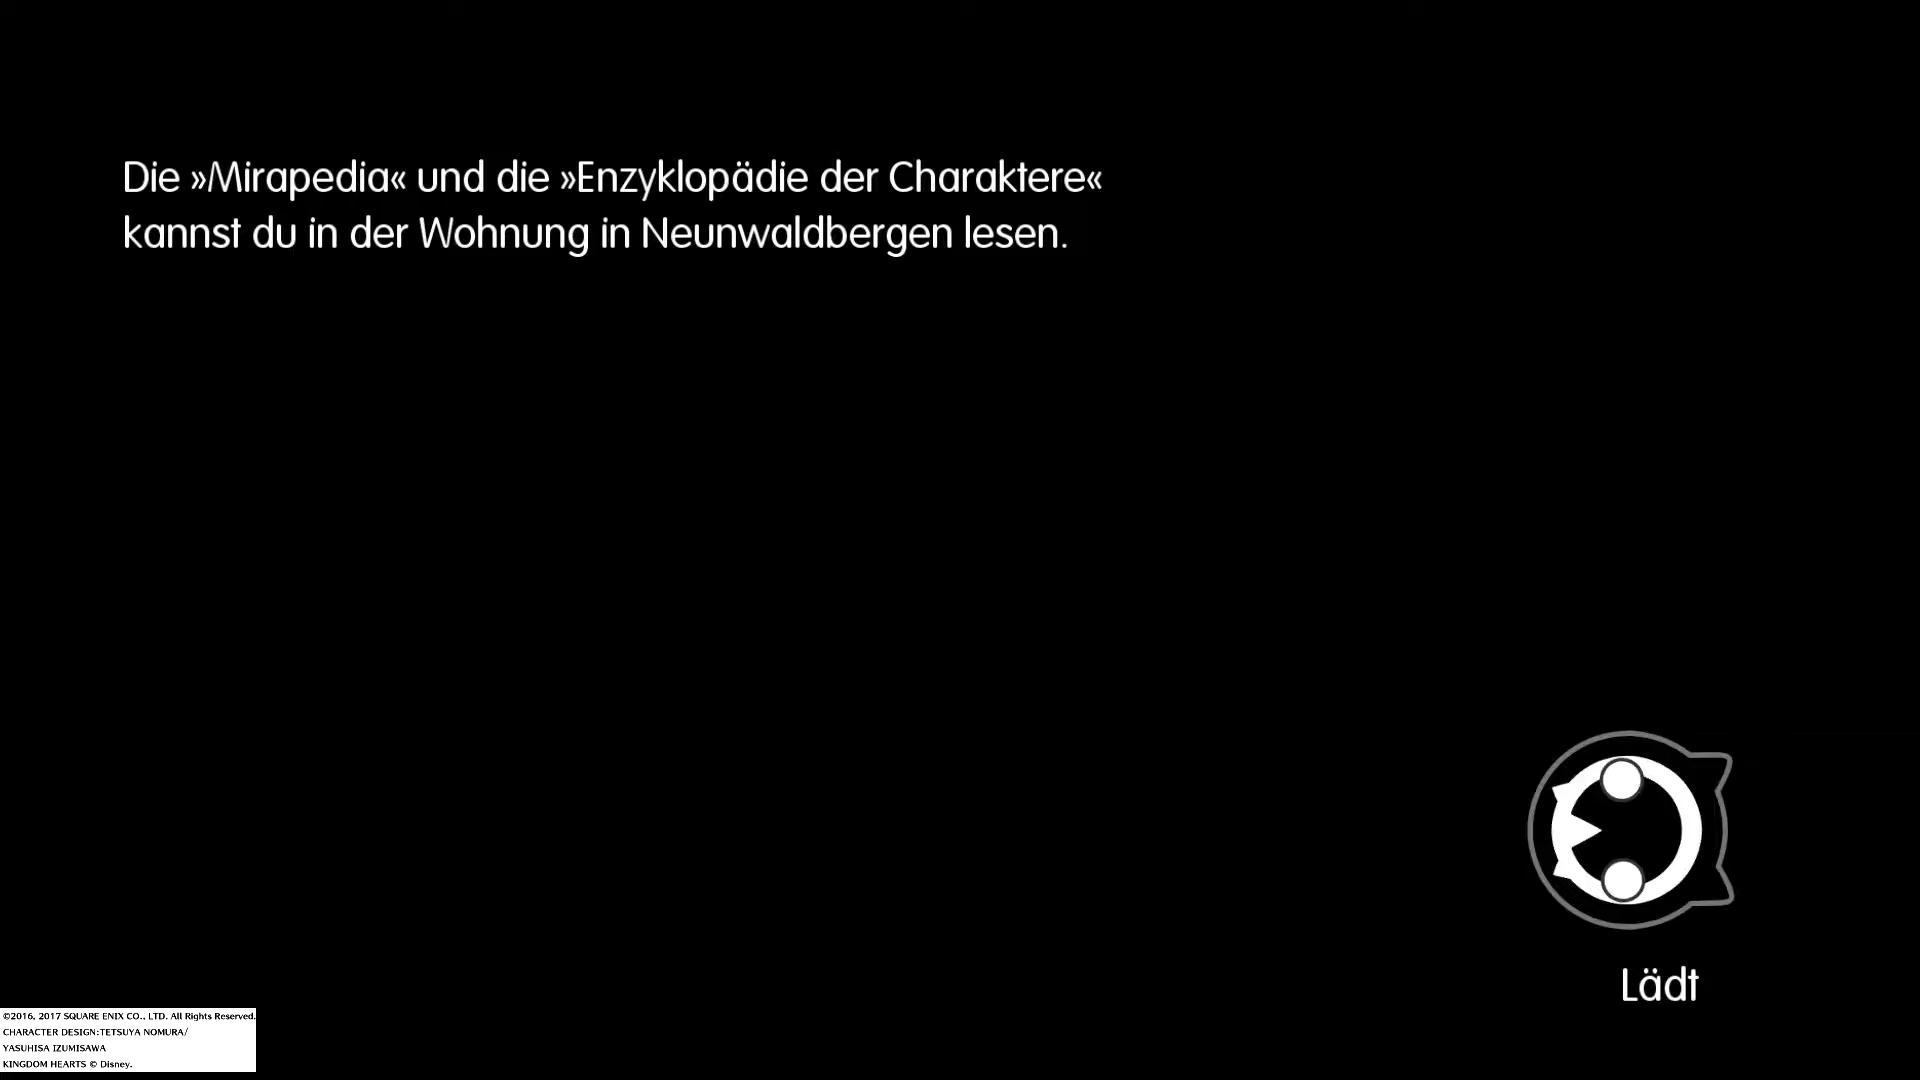 Die »Mirapedia« und die »Enzyklopädie der Charaktere«
kannst du in der Wohnung in Neunwaldbergen lesen.
Lädt
©2016, 2017 SQUARE ENIX CO., LTD. All Rights Reserved.
CHARACTER DESIGN:TETSUYA NOMURA/
YASUHISA IZUMISAWA
KINGDOM HEARTS © Disney.